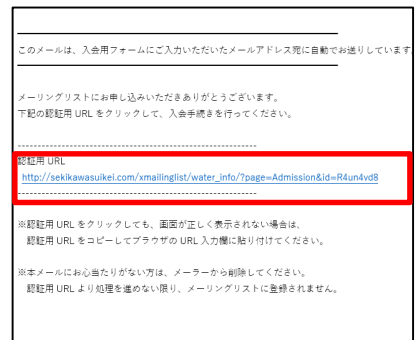 このメールは、入会用フォームにご入力いただいたメールアドレス宛に自動でお送りしています
メーリングリストにお申し込みいただきありがとうございます。
下記の認証用 URL をクリックして、入会手続きを行ってください。
------------------------------------------------------------
認証用 URL
http://sekikawasuikei.com/xmailinglist/water_info/?page=Admission&id=R4un4vd8
------------------------------------------------------------
※認証用 URL をクリックしても、画面が正しく表示されない場合は、
認証用 URL をコピーしてブラウザの URL 入力欄に貼り付けてください。
※本メールにお心当たりがない方は、メーラーから削除してください。
認証用 URL より処理を進めない限り、メーリングリストに登録されません。